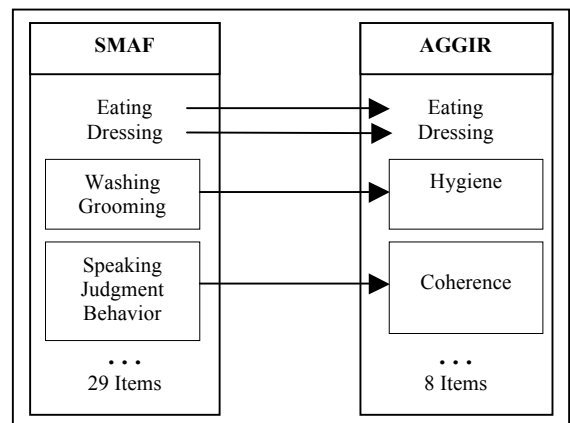 SMAF
Eating
Dressing
Washing
Grooming
Speaking
Judgment
Behavior
. . .
29 Items
AGGIR
Eating
Dressing
Hygiene
Coherence
. . .
8 Items